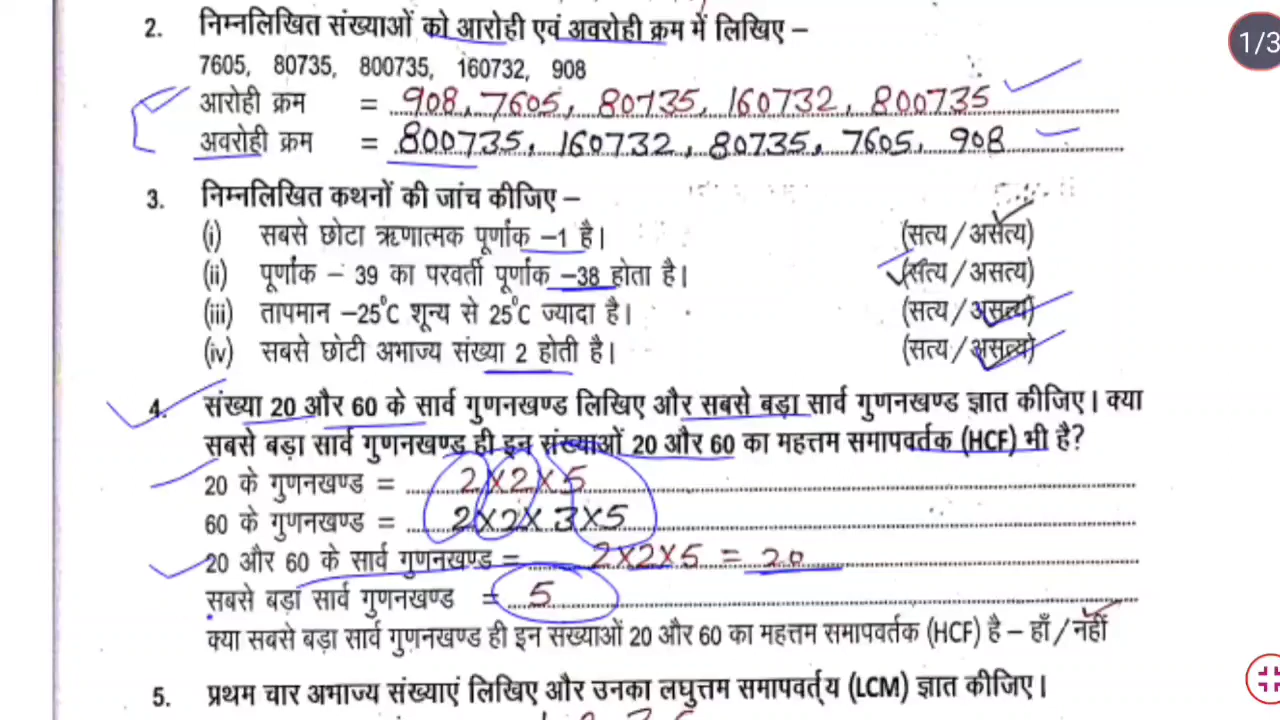 1/3
2. निम्नलिखित संख्याओं को आरोही एवं अवरोही क्रम में लिखिए –
7605, 80735, 800735, 160732, 908
आरोही क्रम = 908, 7605, 80735, 160732, 800735
अवरोही क्रम = 800735, 160732, 80735, 7605, 908
3. निम्नलिखित कथनों की जांच कीजिए –
(i) सबसे छोटा ऋणात्मक पूर्णांक –1 है। (सत्य / असत्य)
(ii) पूर्णांक – 39 का परवर्ती पूर्णांक –38 होता है। (सत्य / असत्य)
(iii) तापमान –25°C शून्य से 25°C ज्यादा है। (सत्य / असत्य)
(iv) सबसे छोटी अभाज्य संख्या 2 होती है। (सत्य / असत्य)
4. संख्या 20 और 60 के सार्व गुणनखण्ड लिखिए और सबसे बड़ा सार्व गुणनखण्ड ज्ञात कीजिए। क्या
सबसे बड़ा सार्व गुणनखण्ड ही इन संख्याओं 20 और 60 का महत्तम समापवर्तक (HCF) भी है?
20 के गुणनखण्ड = 2×2×5
60 के गुणनखण्ड = 2×2×3×5
20 और 60 के सार्व गुणनखण्ड = 2×2×5 = 20
सबसे बड़ा सार्व गुणनखण्ड = 5
क्या सबसे बड़ा सार्व गुणनखण्ड ही इन संख्याओं 20 और 60 का महत्तम समापवर्तक (HCF) है – हाँ / नहीं
5. प्रथम चार अभाज्य संख्याएं लिखिए और उनका लघुत्तम समापवर्त्य (LCM) ज्ञात कीजिए।